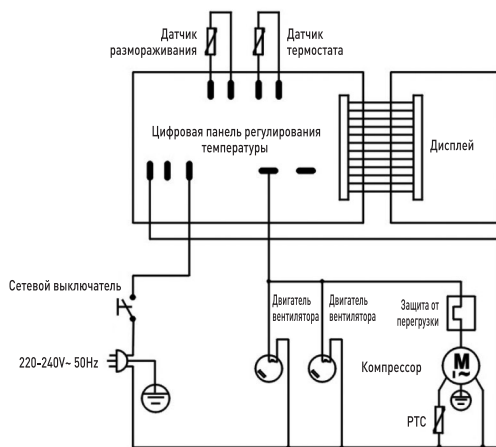 Датчик
размораживания
Датчик
термостата
Цифровая панель регулирования
температуры
Дисплей
Сетевой выключатель
Двигатель
вентилятора
Двигатель
вентилятора
Защита от
перегрузки
220-240V~ 50Hz
Компрессор
M
~
PTC